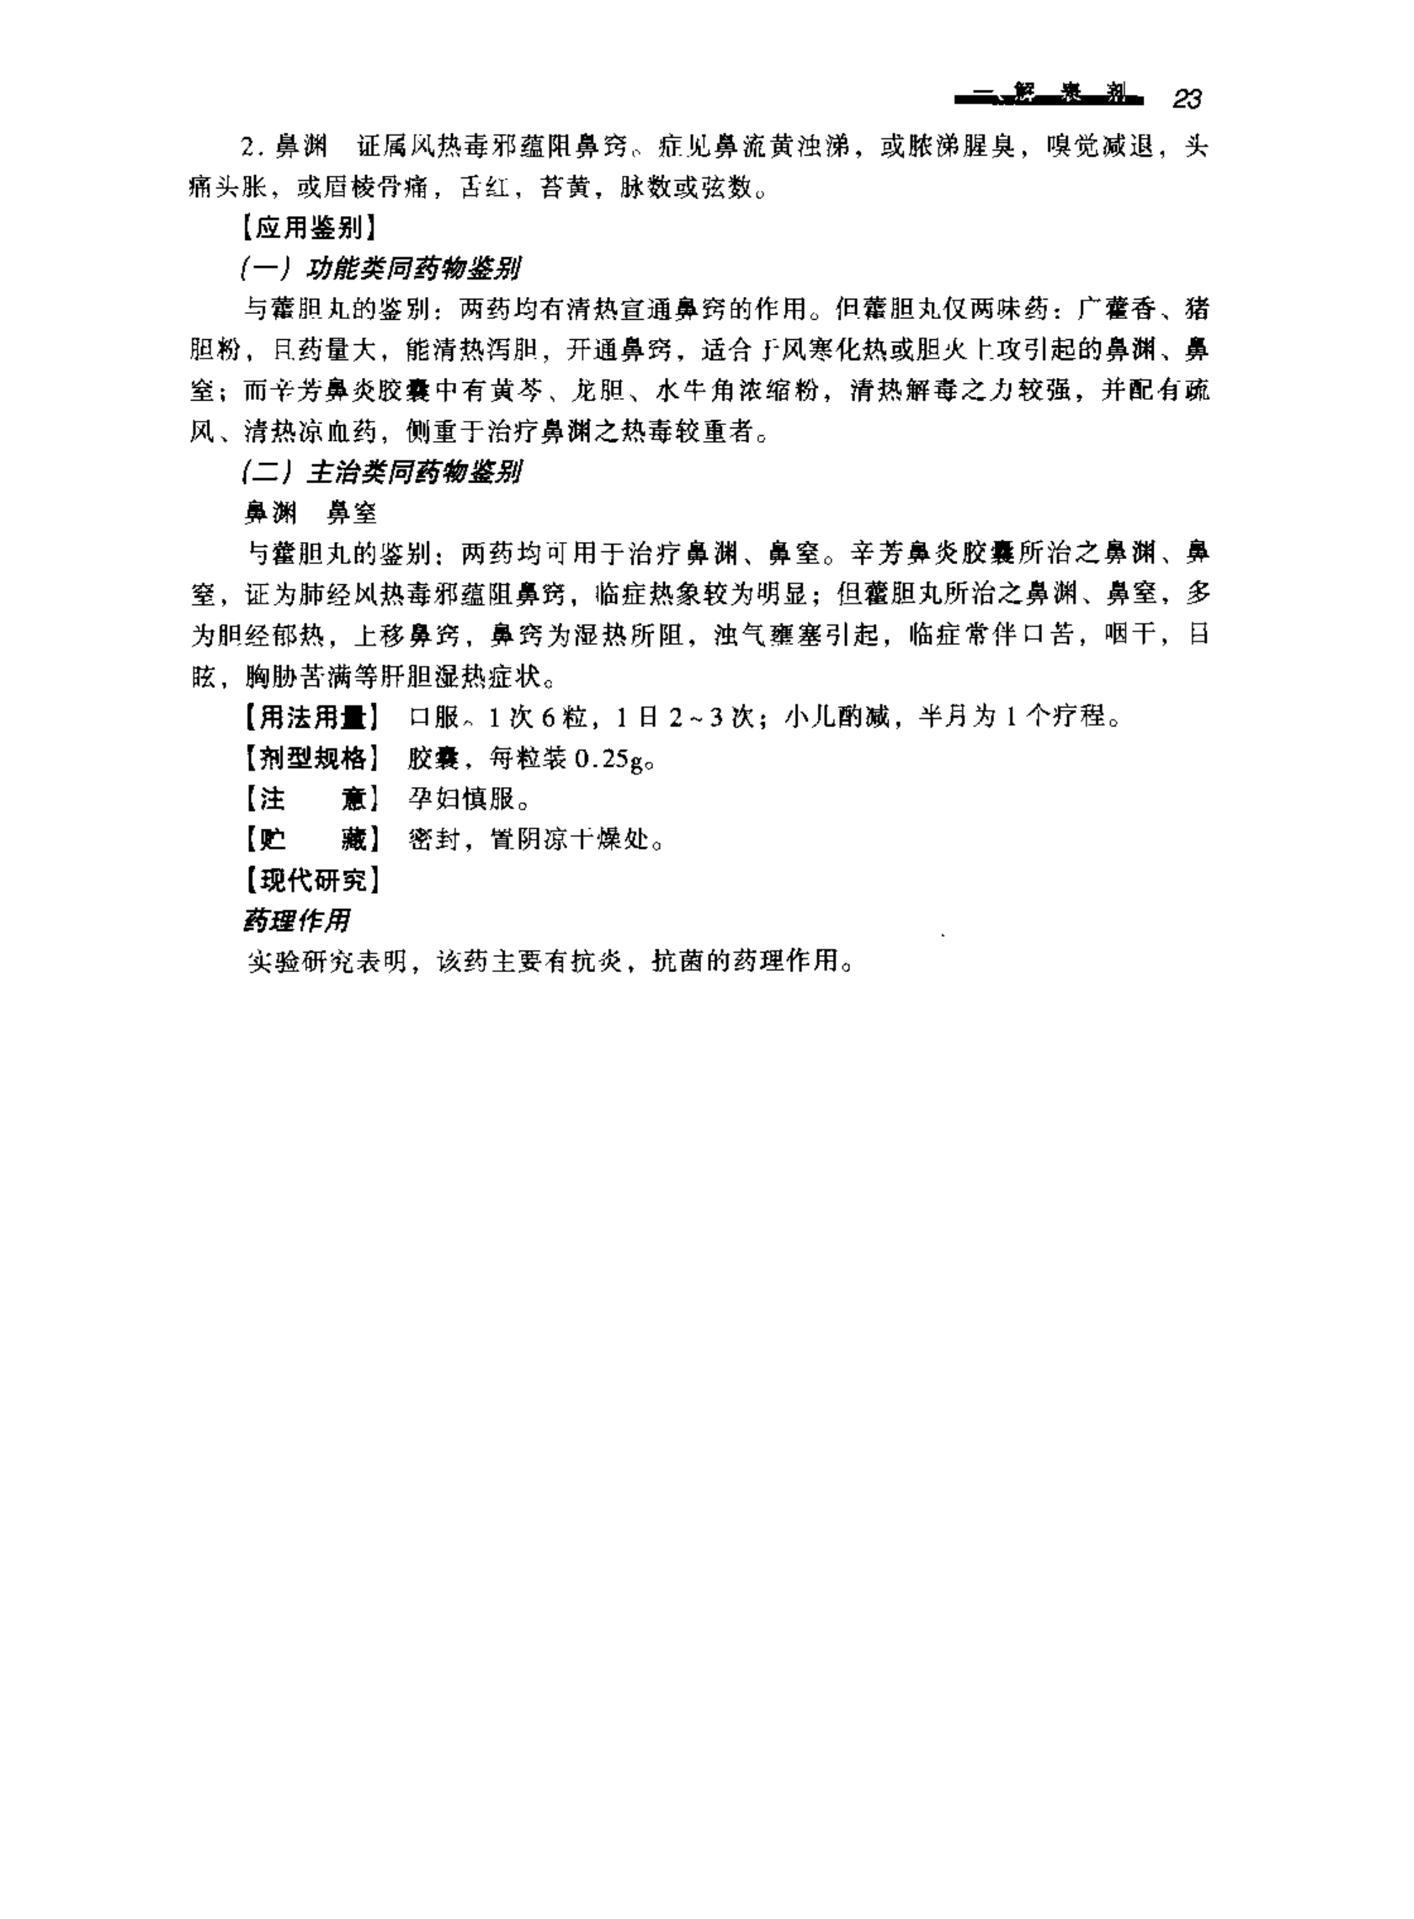 一、解表剂 23
2. 鼻渊 证属风热毒邪蕴阻鼻窍。症见鼻流黄浊涕，或脓涕腥臭，嗅觉减退，头
痛头胀，或眉棱骨痛，舌红，苔黄，脉数或弦数。
【应用鉴别】
（一）功能类同药物鉴别
与藿胆丸的鉴别：两药均有清热宣通鼻窍的作用。但藿胆丸仅两味药：广藿香、猪
胆粉，且药量大，能清热泻胆，开通鼻窍，适合于风寒化热或胆火上攻引起的鼻渊、鼻
窒；而辛芳鼻炎胶囊中有黄芩、龙胆、水牛角浓缩粉，清热解毒之力较强，并配有疏
风、清热凉血药，侧重于治疗鼻渊之热毒较重者。
（二）主治类同药物鉴别
鼻渊 鼻窒
与藿胆丸的鉴别：两药均可用于治疗鼻渊、鼻窒。辛芳鼻炎胶囊所治之鼻渊、鼻
窒，证为肺经风热毒邪蕴阻鼻窍，临症热象较为明显；但藿胆丸所治之鼻渊、鼻窒，多
为胆经郁热，上移鼻窍，鼻窍为湿热所阻，浊气壅塞引起，临症常伴口苦，咽干，目
眩，胸胁苦满等肝胆湿热症状。
【用法用量】 口服。1次6粒，1日2~3次；小儿酌减，半月为1个疗程。
【剂型规格】 胶囊，每粒装0.25g。
【注 意】 孕妇慎服。
【贮 藏】 密封，置阴凉干燥处。
【现代研究】
药理作用
实验研究表明，该药主要有抗炎，抗菌的药理作用。